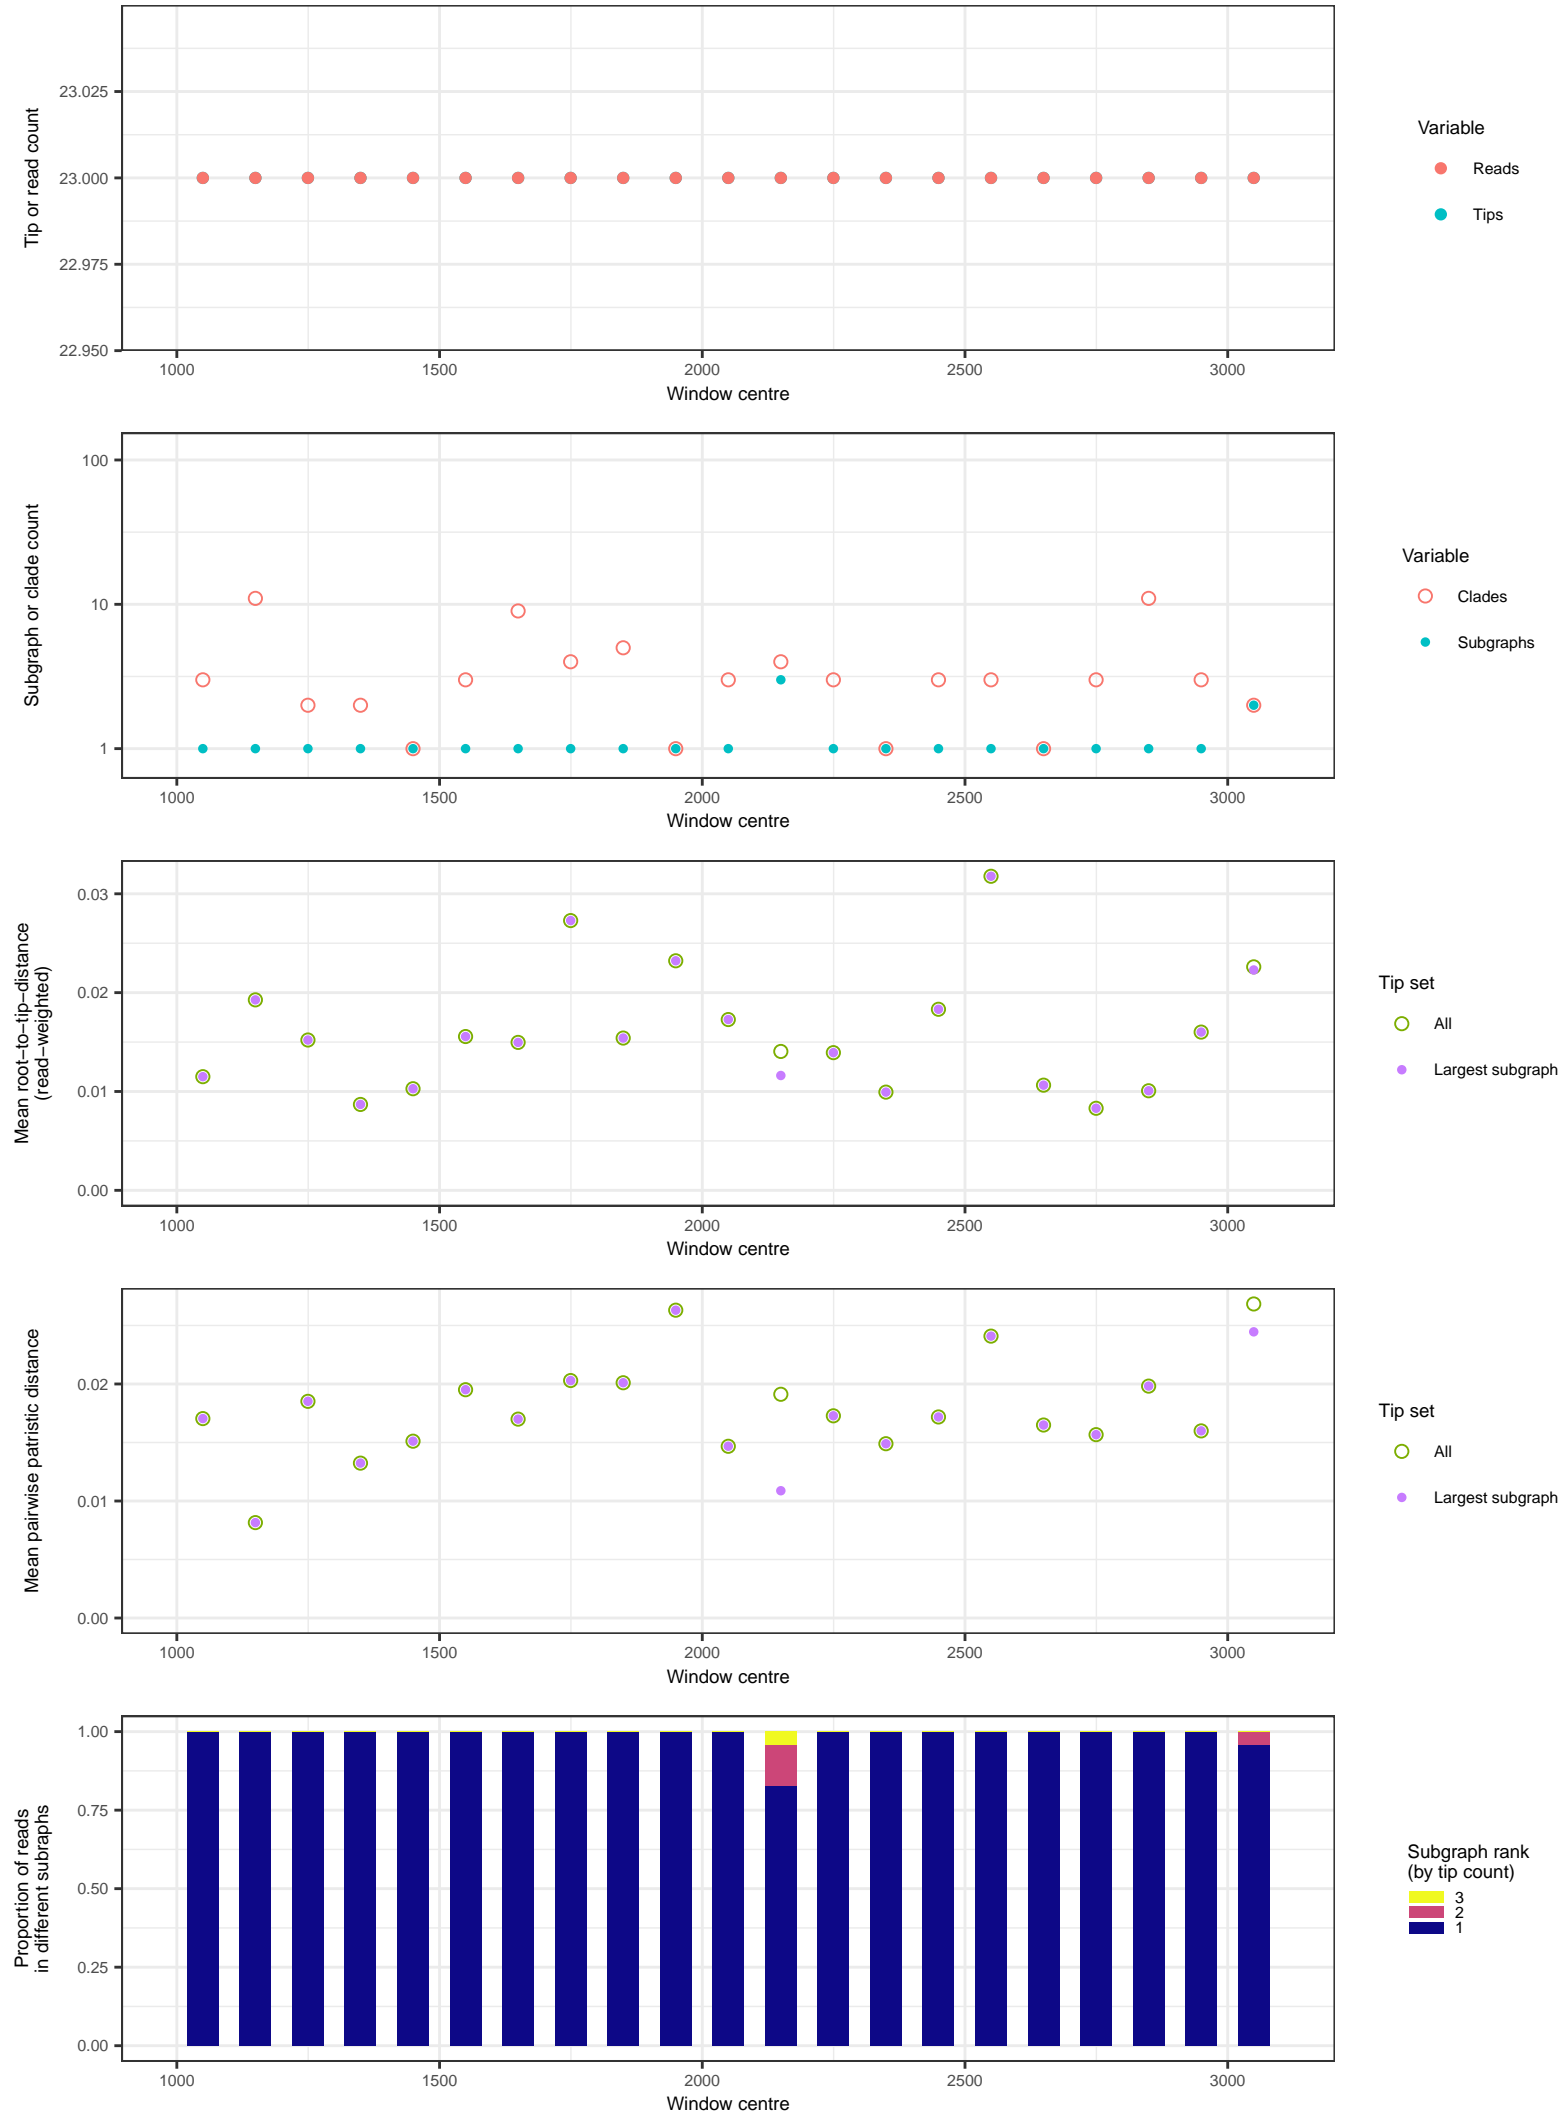 Tip or read count
23.025
23.000
22.975
22.950
1000 1500 2000 2500 3000
Window centre
Variable
Reads
Tips
Subgraph or clade count
100
10
1
1000 1500 2000 2500 3000
Window centre
Variable
Clades
Subgraphs
Mean root−to−tip−distance
(read−weighted)
0.03
0.02
0.01
0.00
1000 1500 2000 2500 3000
Window centre
Tip set
All
Largest subgraph
Mean pairwise patristic distance
0.02
0.01
0.00
1000 1500 2000 2500 3000
Window centre
Tip set
All
Largest subgraph
Proportion of reads
in different subraphs
1.00
0.75
0.50
0.25
0.00
1000 1500 2000 2500 3000
Window centre
Subgraph rank
(by tip count)
3
2
1